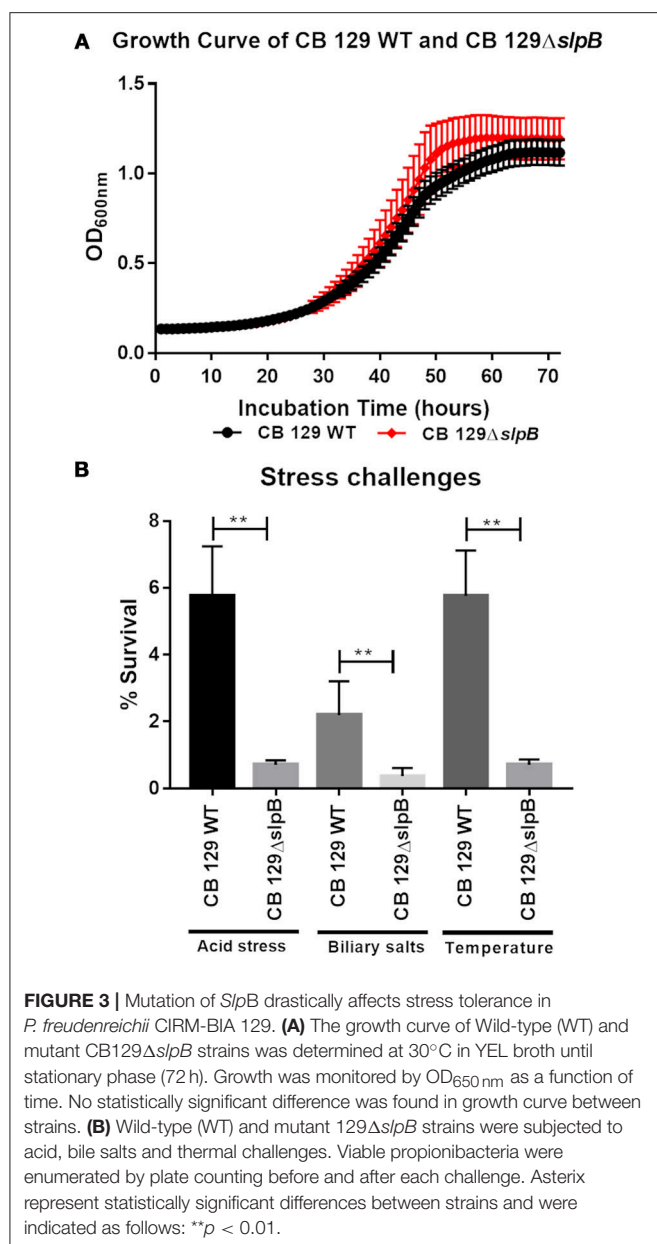 A Growth Curve of CB 129 WT and CB 129ΔslpB
1.5
1.0
0.5
0.0
OD600nm
0 10 20 30 40 50 60 70
Incubation Time (hours)
CB 129 WT CB 129ΔslpB
B Stress challenges
8
6
4
2
0
% Survival
** ** **
CB 129 WT
CB 129ΔslpB
CB 129 WT
CB 129ΔslpB
CB 129 WT
CB 129ΔslpB
Acid stress Biliary salts Temperature
FIGURE 3 | Mutation of SlpB drastically affects stress tolerance in
P. freudenreichii CIRM-BIA 129. (A) The growth curve of Wild-type (WT) and
mutant CB129ΔslpB strains was determined at 30°C in YEL broth until
stationary phase (72 h). Growth was monitored by OD650 nm as a function of
time. No statistically significant difference was found in growth curve between
strains. (B) Wild-type (WT) and mutant 129ΔslpB strains were subjected to
acid, bile salts and thermal challenges. Viable propionibacteria were
enumerated by plate counting before and after each challenge. Asterix
represent statistically significant differences between strains and were
indicated as follows: **p < 0.01.